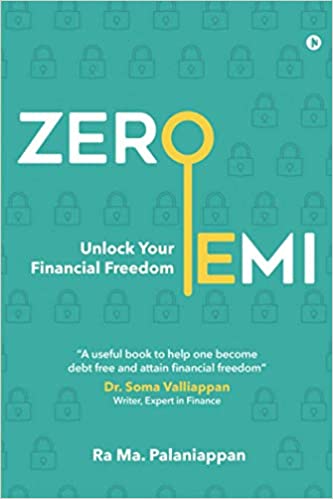 ZERO
EMI
Unlock Your
Financial Freedom
“A useful book to help one become
debt free and attain financial freedom”
Dr. Soma Valliappan
Writer, Expert in Finance
Ra Ma. Palaniappan